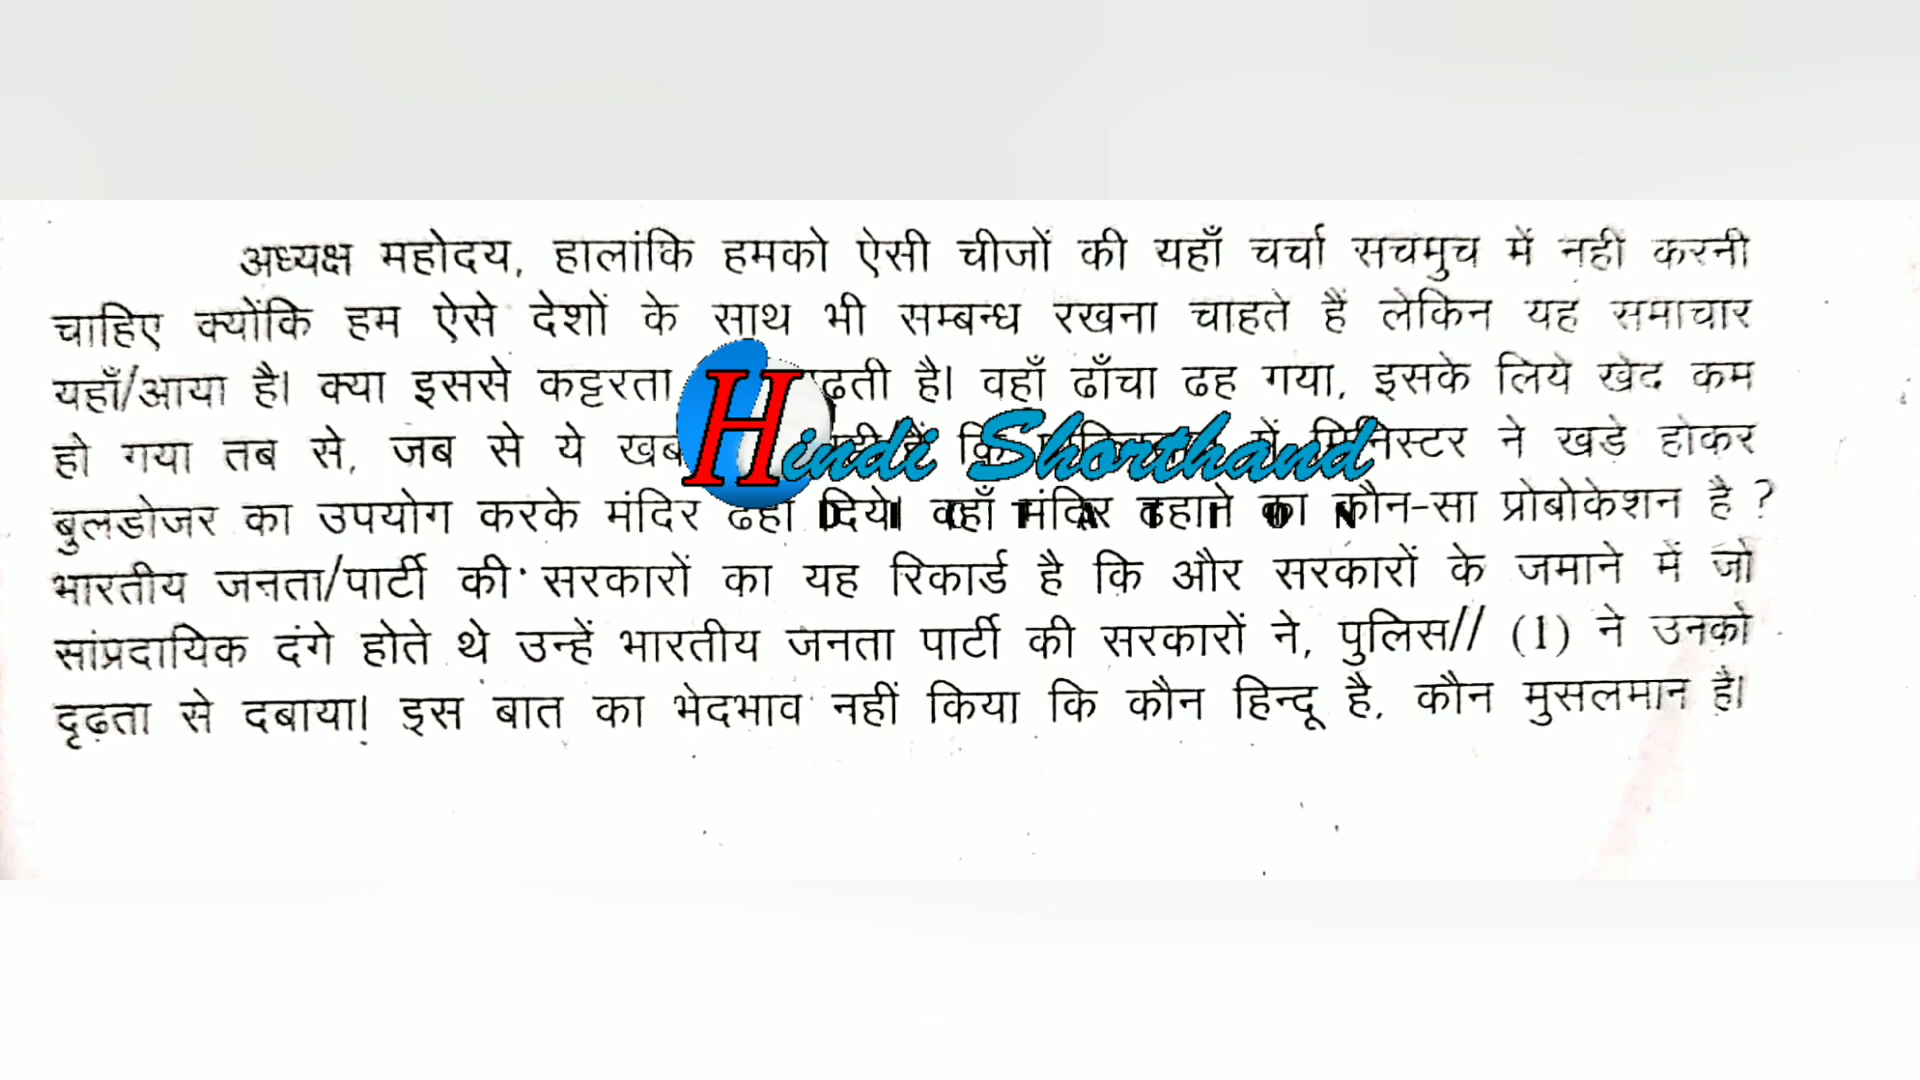 अध्यक्ष महोदय, हालांकि हमको ऐसी चीजों की यहाँ चर्चा सचमुच में नही करनी
चाहिए क्योंकि हम ऐसे देशों के साथ भी सम्बन्ध रखना चाहते हैं लेकिन यह समाचार
यहाँ/आया है। क्या इससे कट्टरता है। वहाँ ढाँचा ढह गया, इसके लिये खेद कम
हो गया तब से, जब से ये में मिनिस्टर ने खडे होकर
Hindi Shorthand
बुलडोजर का उपयोग करके मंदिर ढहा दिये। वहाँ मंदिर ढहाने का कौन-सा प्रोबोकेशन है ?
DICTATION
भारतीय जनता/पार्टी की सरकारों का यह रिकार्ड है कि और सरकारों के जमाने में जो
सांप्रदायिक दंगे होते थे उन्हें भारतीय जनता पार्टी की सरकारों ने, पुलिस// (1) ने उनको
दृढ़ता से दबाया। इस बात का भेदभाव नहीं किया कि कौन हिन्दू है, कौन मुसलमान है।